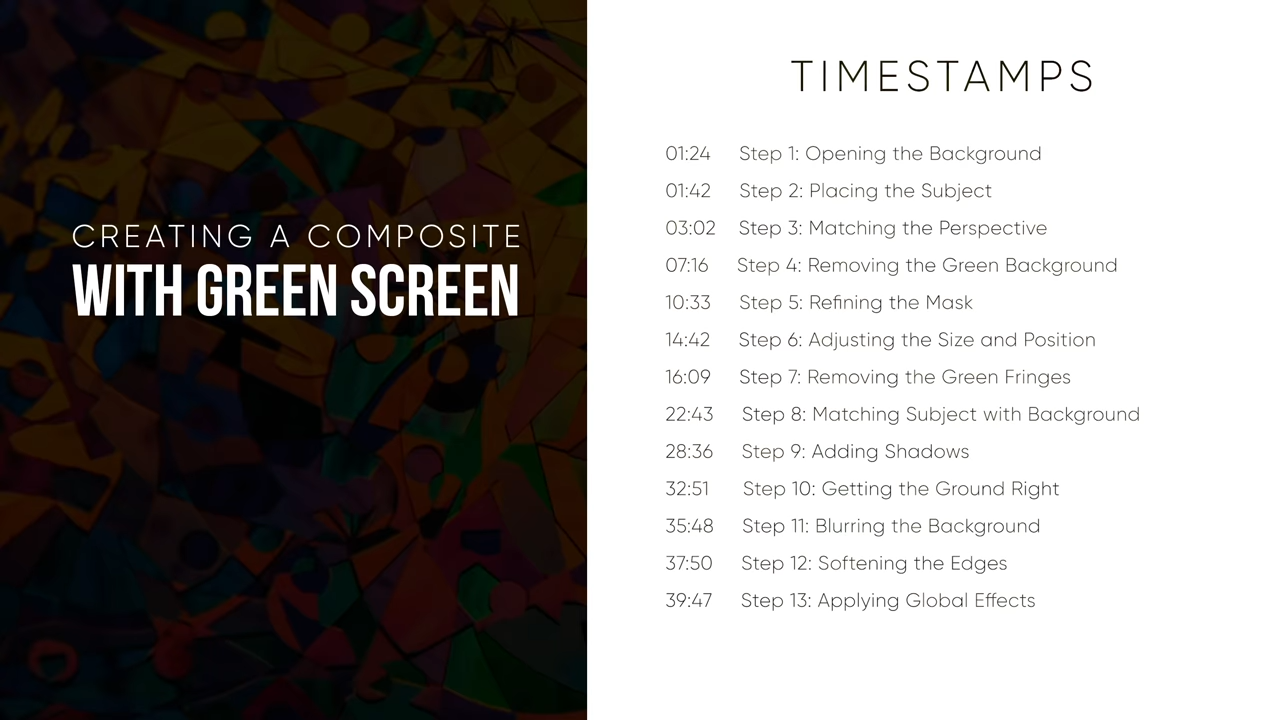 CREATING A COMPOSITE
WITH GREEN SCREEN
TIMESTAMPS
01:24 Step 1: Opening the Background
01:42 Step 2: Placing the Subject
03:02 Step 3: Matching the Perspective
07:16 Step 4: Removing the Green Background
10:33 Step 5: Refining the Mask
14:42 Step 6: Adjusting the Size and Position
16:09 Step 7: Removing the Green Fringes
22:43 Step 8: Matching Subject with Background
28:36 Step 9: Adding Shadows
32:51 Step 10: Getting the Ground Right
35:48 Step 11: Blurring the Background
37:50 Step 12: Softening the Edges
39:47 Step 13: Applying Global Effects